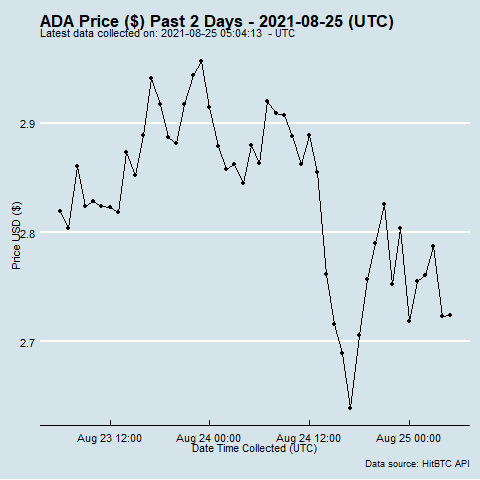 ADA Price ($) Past 2 Days - 2021-08-25 (UTC)
Latest data collected on: 2021-08-25 05:04:13 - UTC
2.9
2.8
2.7
Price USD ($)
Aug 23 12:00
Aug 24 00:00
Aug 24 12:00
Aug 25 00:00
Date Time Collected (UTC)
Data source: HitBTC API